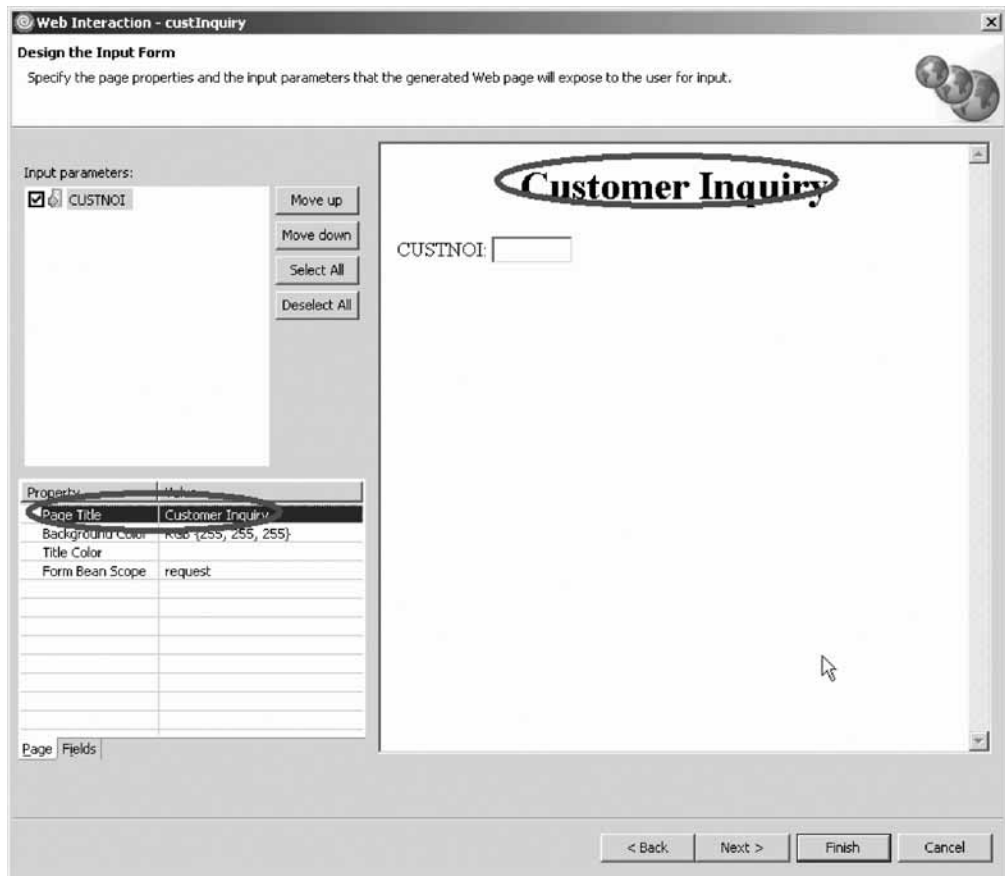 Web Interaction - custInquiry
Design the Input Form
Specify the page properties and the input parameters that the generated Web page will expose to the user for input.
Input parameters:
CUSTNOI
Move up
Move down
Select All
Deselect All
Customer Inquiry
CUSTNOI:
Property Value
Page Title Customer Inquiry
Background Color RGB {255, 255, 255}
Title Color
Form Bean Scope request
Page Fields
< Back Next > Finish Cancel